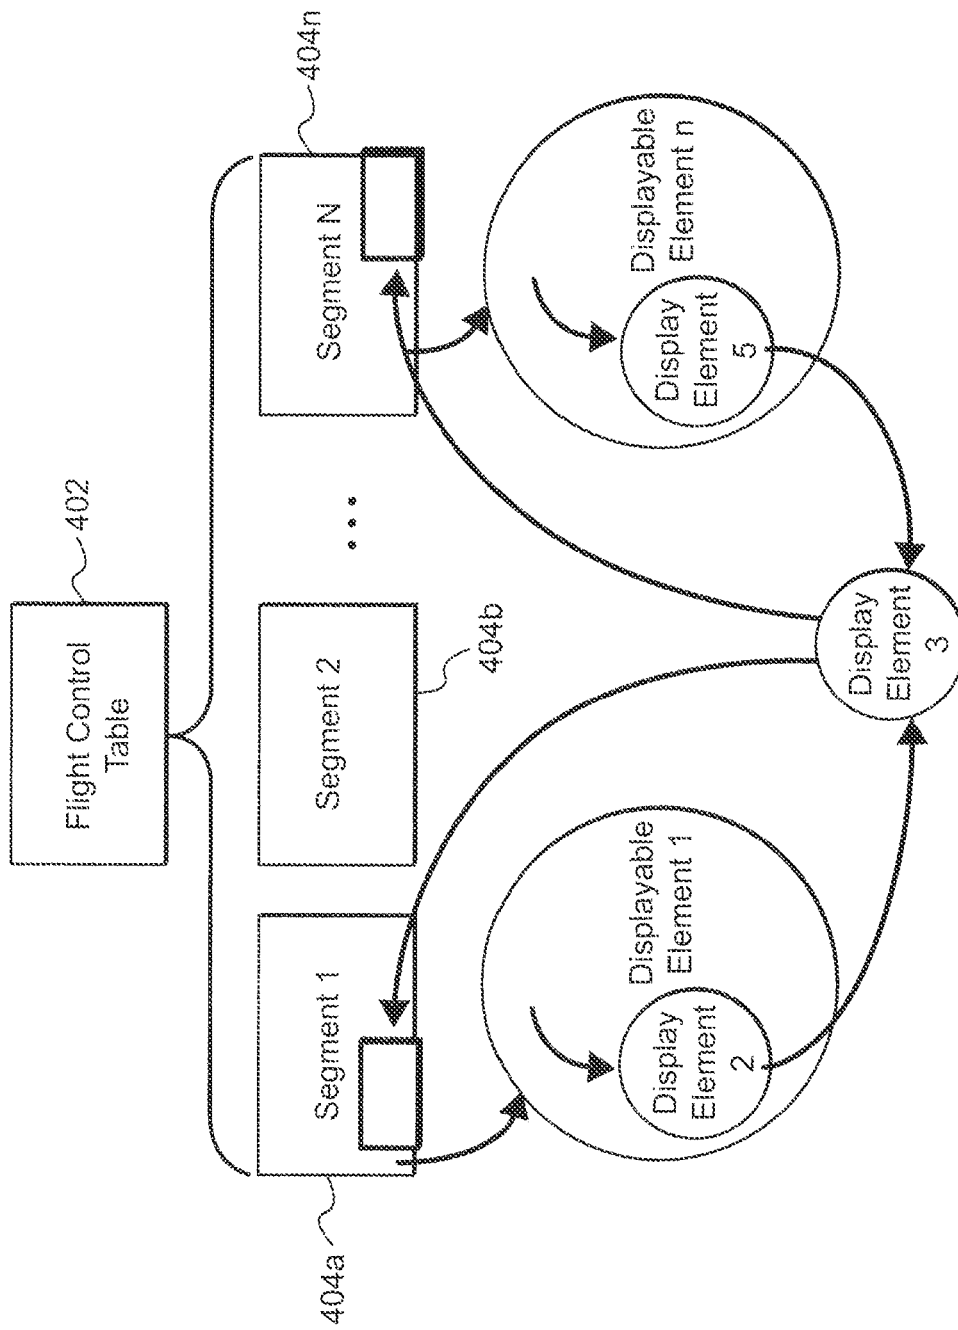 Flight Control
Table
402
404a
Segment 1
Segment 2
404b
...
Segment N
404n
Displayable
Element 1
Display
Element
2
Displayable
Element n
Display
Element
5
Display
Element
3